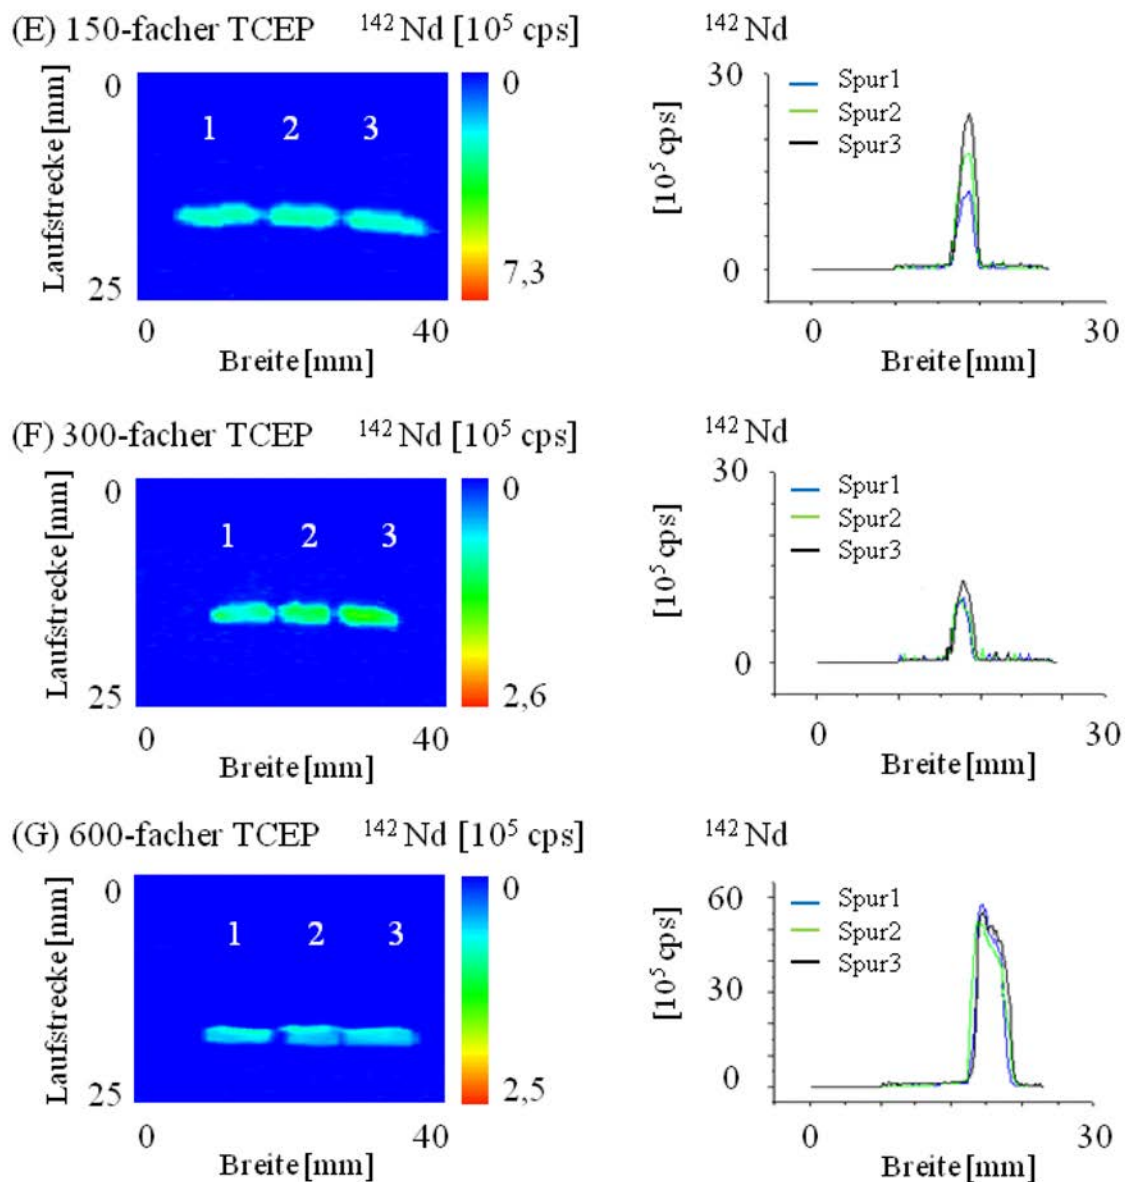 (E) 150-facher TCEP
¹⁴²Nd [10⁵ cps]
Laufstrecke [mm]
0
25
1 2 3
0
7,3
0 40
Breite [mm]
¹⁴²Nd
[10⁵ cps]
30
0
Spur1
Spur2
Spur3
0 30
Breite [mm]
(F) 300-facher TCEP
¹⁴²Nd [10⁵ cps]
Laufstrecke [mm]
0
25
1 2 3
0
2,6
0 40
Breite [mm]
¹⁴²Nd
[10⁵ cps]
30
0
Spur1
Spur2
Spur3
0 30
Breite [mm]
(G) 600-facher TCEP
¹⁴²Nd [10⁵ cps]
Laufstrecke [mm]
0
25
1 2 3
0
2,5
0 40
Breite [mm]
¹⁴²Nd
[10⁵ cps]
60
30
0
Spur1
Spur2
Spur3
0 30
Breite [mm]